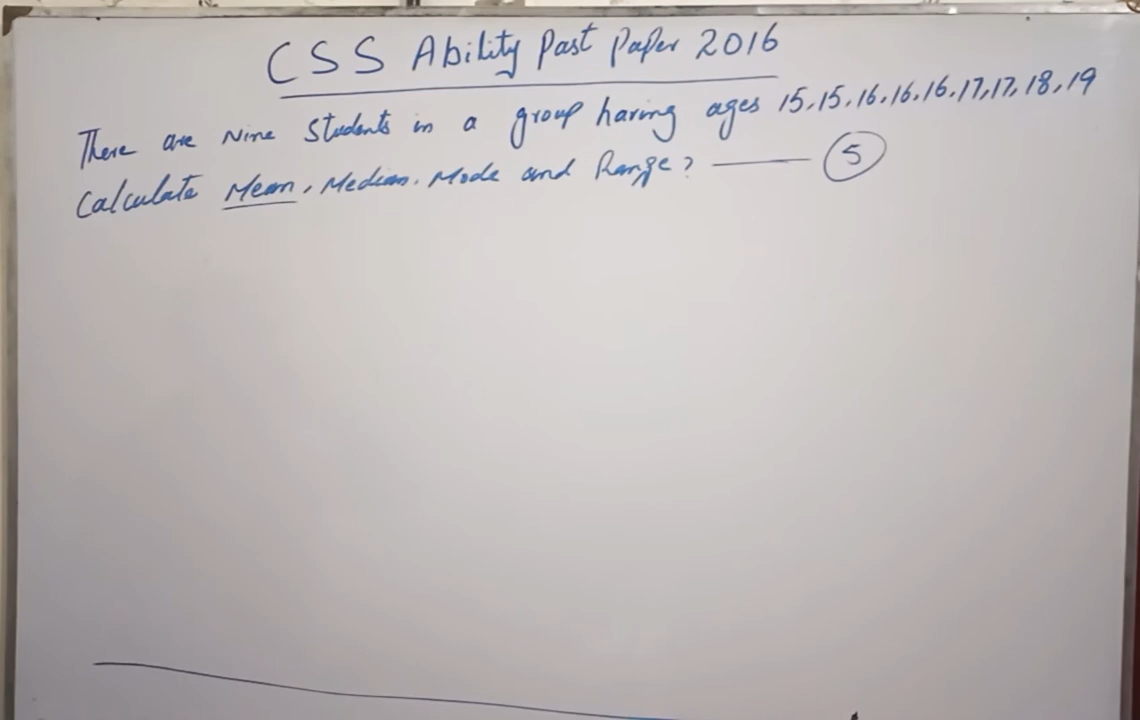 CSS Ability Past Paper 2016
There are Nine Students in a group having ages 15,15,16,16,16,17,17,18,19
Calculate Mean, Median, Mode and Range? —— 5